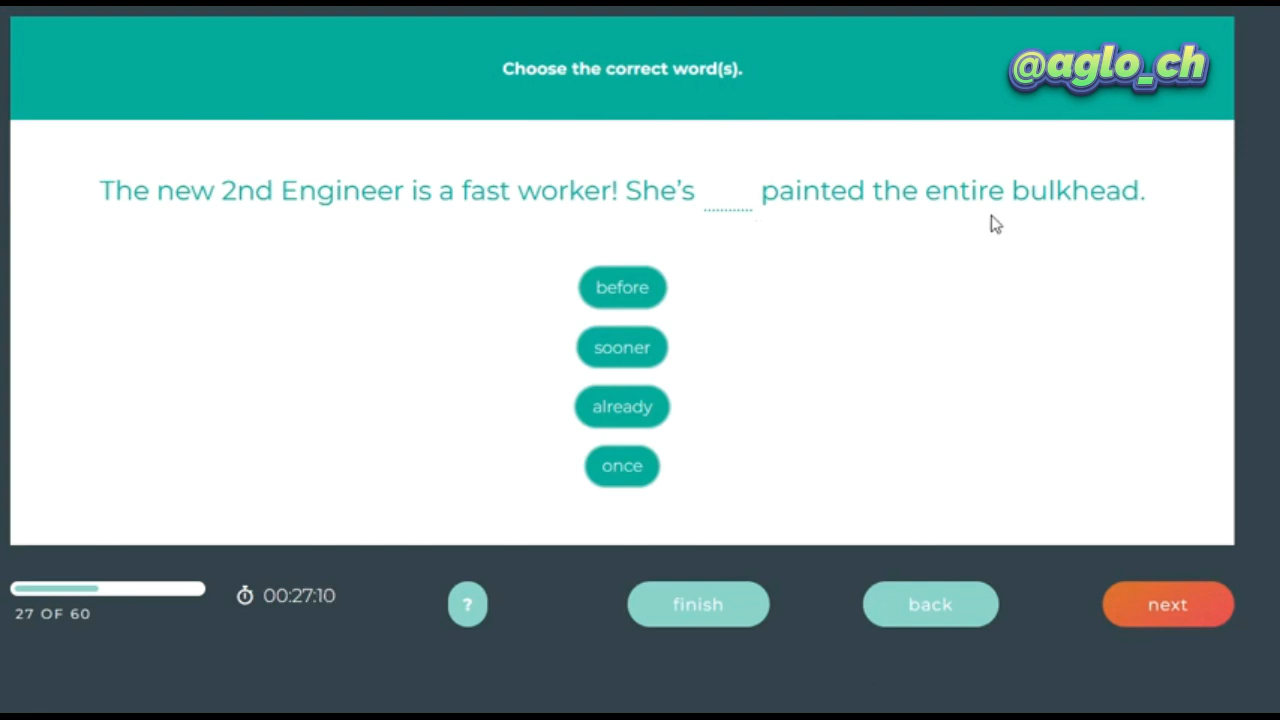 Choose the correct word(s).
@aglo_ch
The new 2nd Engineer is a fast worker! She's ............ painted the entire bulkhead.
before
sooner
already
once
27 OF 60
00:27:10
?
finish
back
next